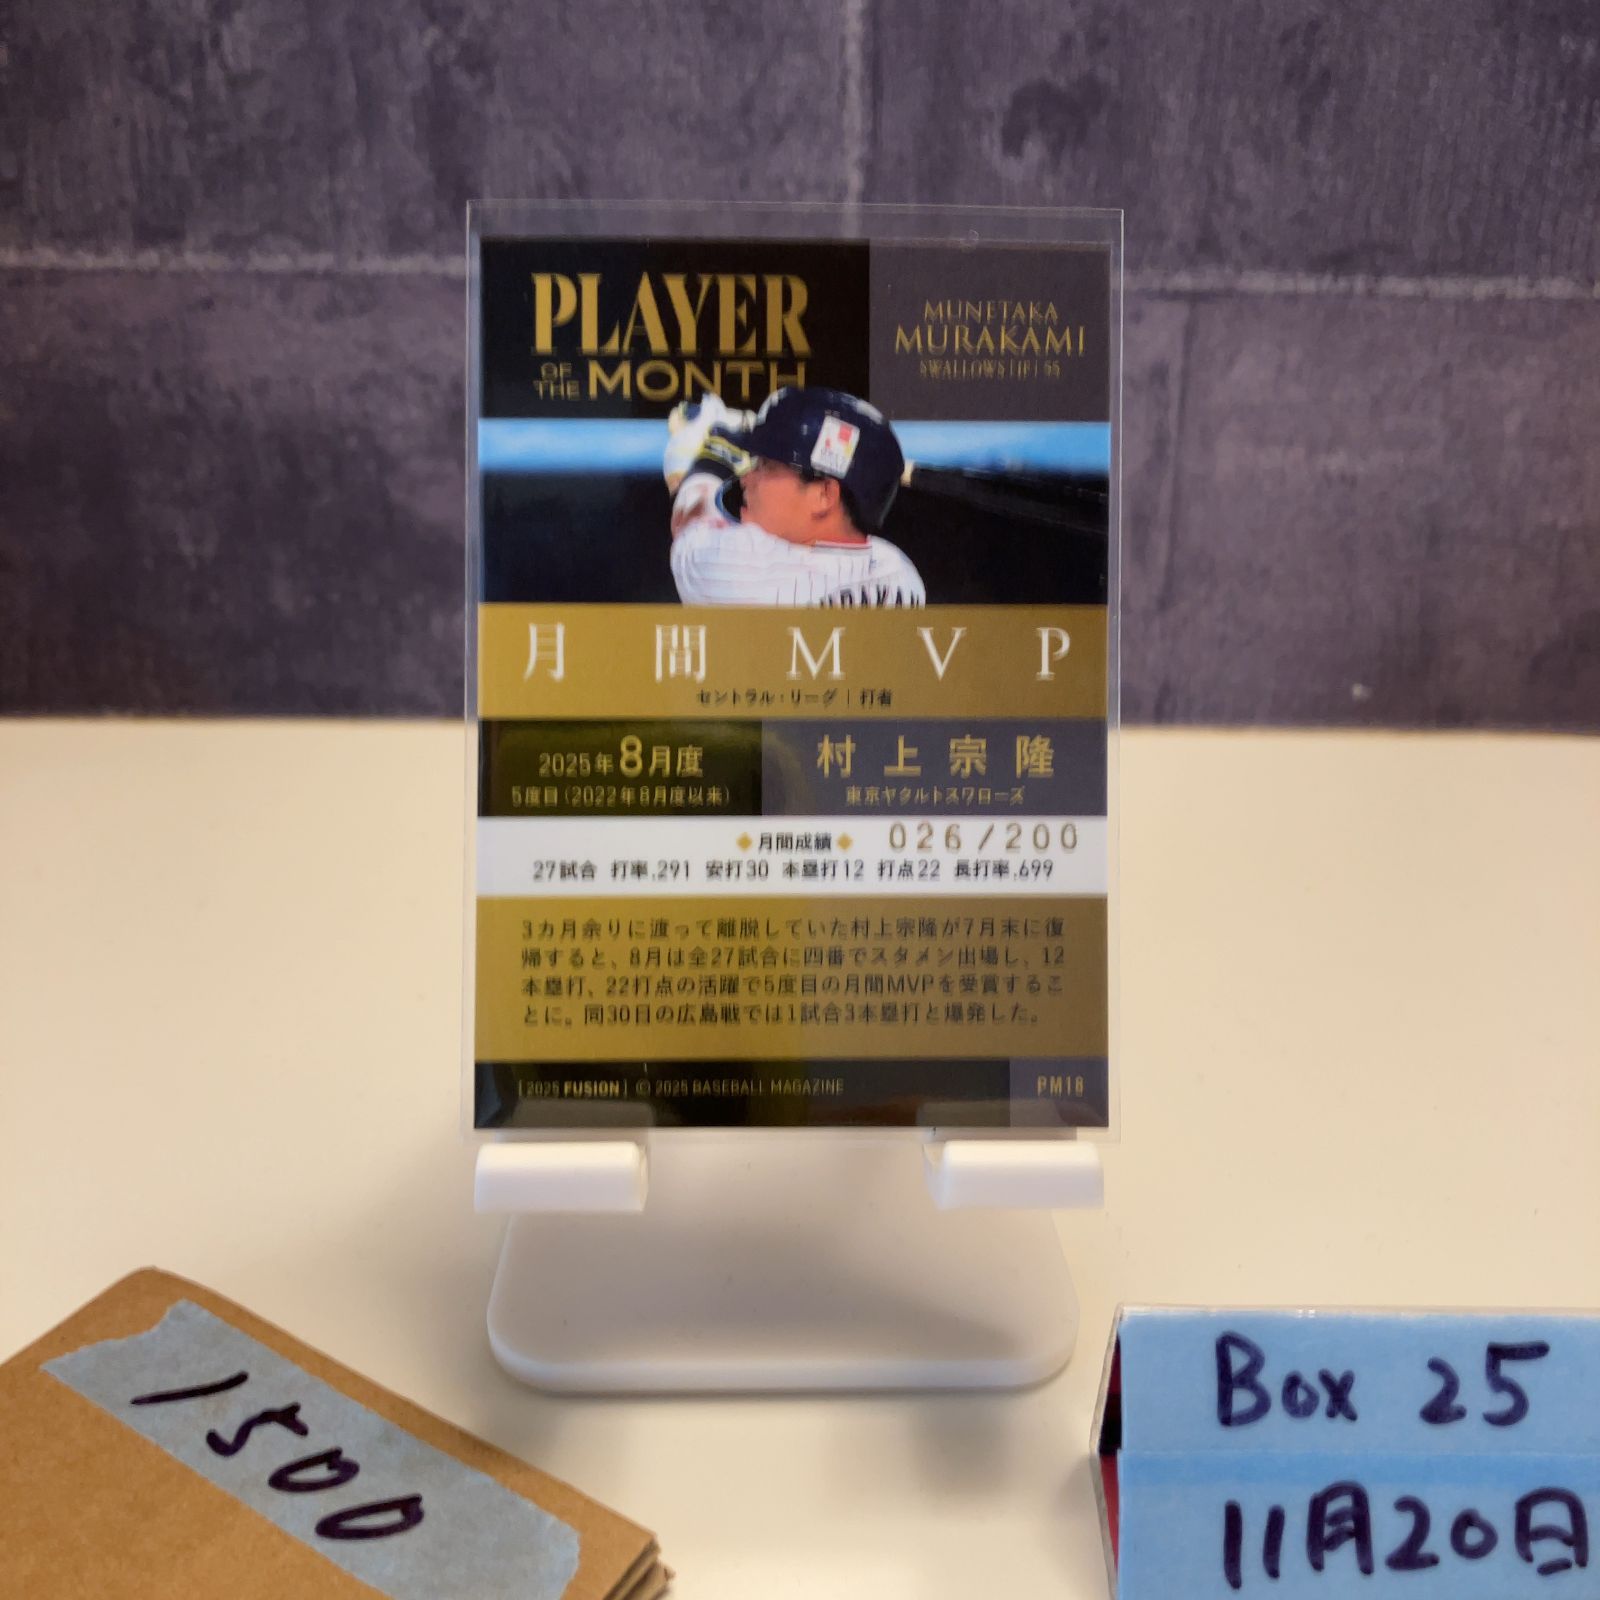 PLAYER
OF THE MONTH
MUNETAKA
MURAKAMI
SWALLOWS | IF | 55
月間MVP
セントラル・リーグ | 打者
2025年8月度
5度目(2022年8月度以来)
村上宗隆
東京ヤクルトスワローズ
◆月間成績◆ 026/200
27試合 打率.291 安打30 本塁打12 打点22 長打率.699
3カ月余りに渡って離脱していた村上宗隆が7月末に復
帰すると、8月は全27試合に四番でスタメン出場し、12
本塁打、22打点の活躍で5度目の月間MVPを受賞するこ
とに。同30日の広島戦では1試合3本塁打と爆発した。
[2025 FUSION] © 2025 BASEBALL MAGAZINE
PM18
1500
Box 25
11月20日